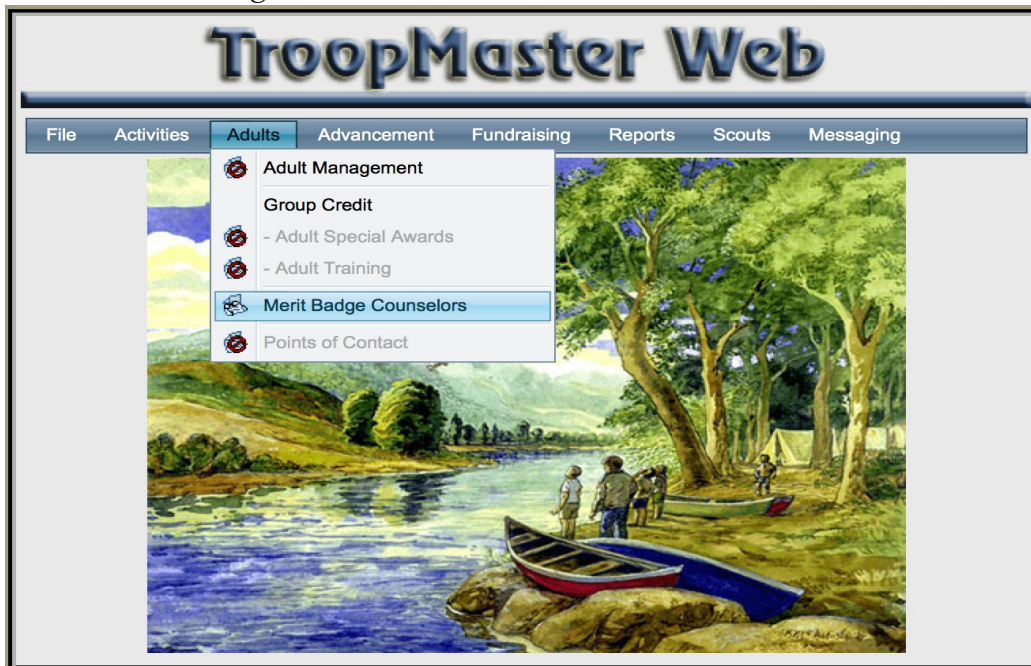 TroopMaster Web
File Activities Adults Advancement Fundraising Reports Scouts Messaging
Adult Management
Group Credit
- Adult Special Awards
- Adult Training
Merit Badge Counselors
Points of Contact